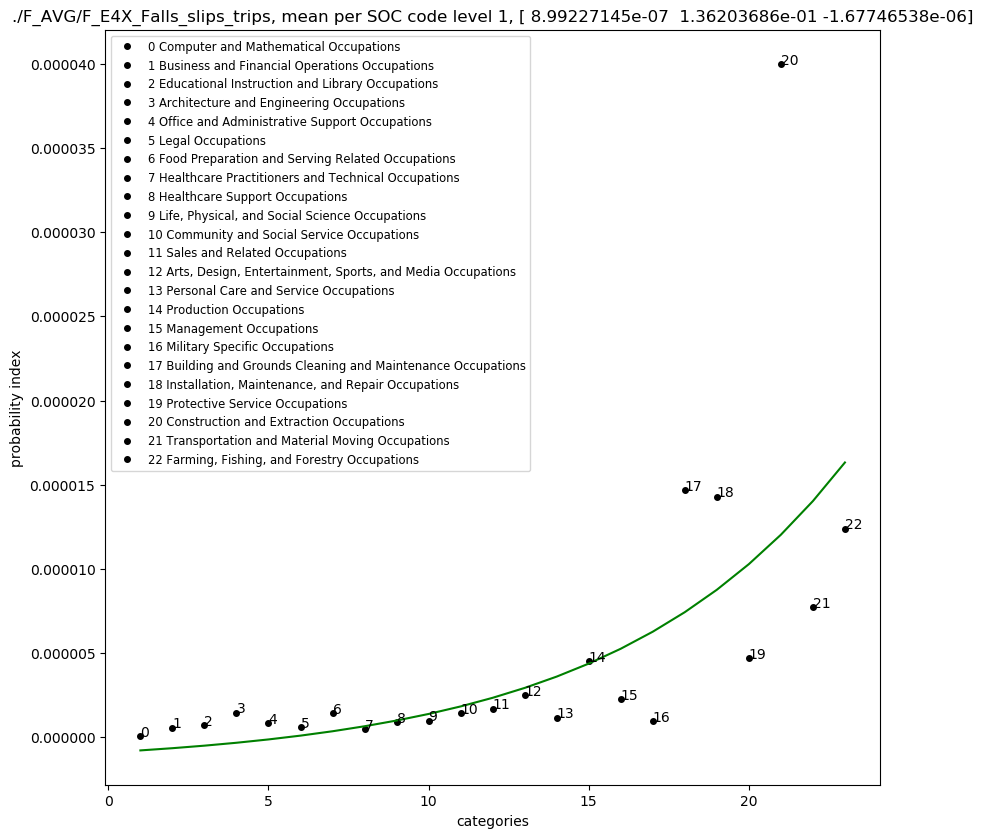 ./F_AVG/F_E4X_Falls_slips_trips, mean per SOC code level 1, [ 8.99227145e-07  1.36203686e-01 -1.67746538e-06]
0 Computer and Mathematical Occupations
1 Business and Financial Operations Occupations
2 Educational Instruction and Library Occupations
3 Architecture and Engineering Occupations
4 Office and Administrative Support Occupations
5 Legal Occupations
6 Food Preparation and Serving Related Occupations
7 Healthcare Practitioners and Technical Occupations
8 Healthcare Support Occupations
9 Life, Physical, and Social Science Occupations
10 Community and Social Service Occupations
11 Sales and Related Occupations
12 Arts, Design, Entertainment, Sports, and Media Occupations
13 Personal Care and Service Occupations
14 Production Occupations
15 Management Occupations
16 Military Specific Occupations
17 Building and Grounds Cleaning and Maintenance Occupations
18 Installation, Maintenance, and Repair Occupations
19 Protective Service Occupations
20 Construction and Extraction Occupations
21 Transportation and Material Moving Occupations
22 Farming, Fishing, and Forestry Occupations
probability index
0.000040
0.000035
0.000030
0.000025
0.000020
0.000015
0.000010
0.000005
0.000000
0
1
2
3
4
5
6
7
8
9
10
11
12
13
14
15
16
17
18
19
20
21
22
0
5
10
15
20
categories